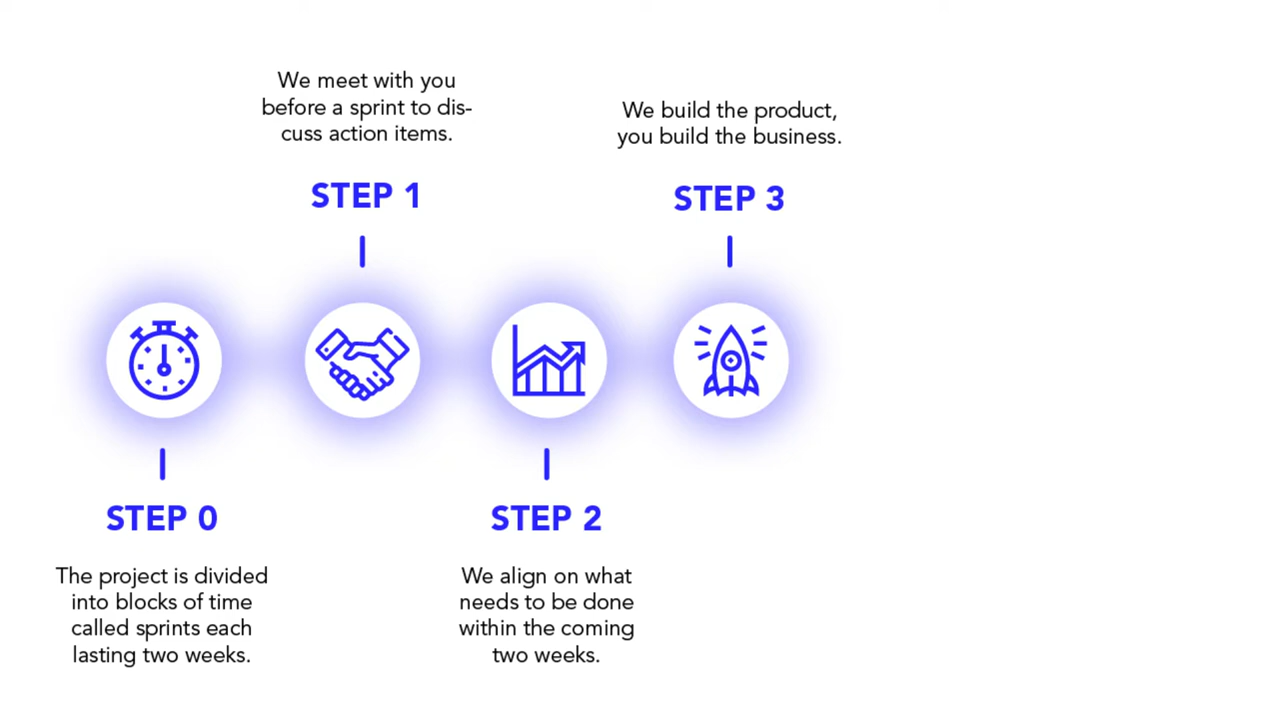 We meet with you
before a sprint to dis-
cuss action items.
STEP 1
We build the product,
you build the business.
STEP 3
STEP 0
The project is divided
into blocks of time
called sprints each
lasting two weeks.
STEP 2
We align on what
needs to be done
within the coming
two weeks.